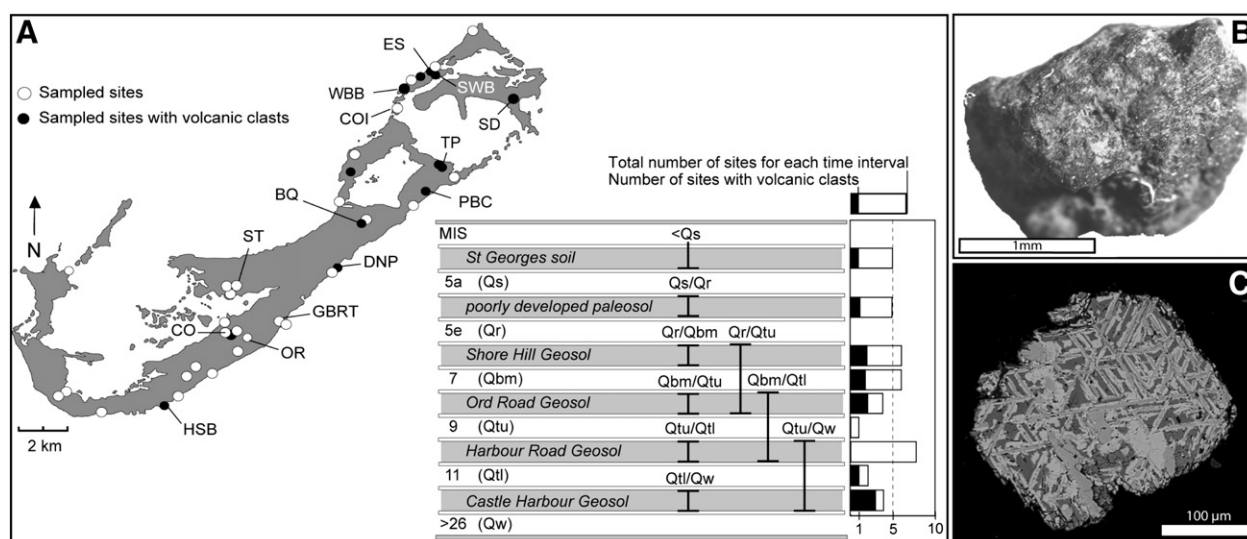 A
Sampled sites
Sampled sites with volcanic clasts
ES
SWB
WBB
COI
SD
TP
PBC
BQ
N
ST
DNP
GBRT
CO
OR
HSB
2 km
Total number of sites for each time interval
Number of sites with volcanic clasts
MIS <Qs
St Georges soil
5a (Qs) Qs/Qr
poorly developed paleosol
5e (Qr) Qr/Qbm Qr/Qtu
Shore Hill Geosol
7 (Qbm) Qbm/Qtu Qbm/Qtl
Ord Road Geosol
9 (Qtu) Qtu/Qtl Qtu/Qw
Harbour Road Geosol
11 (Qtl) Qtl/Qw
Castle Harbour Geosol
>26 (Qw)
1 5 10
B
1mm
C
100 µm